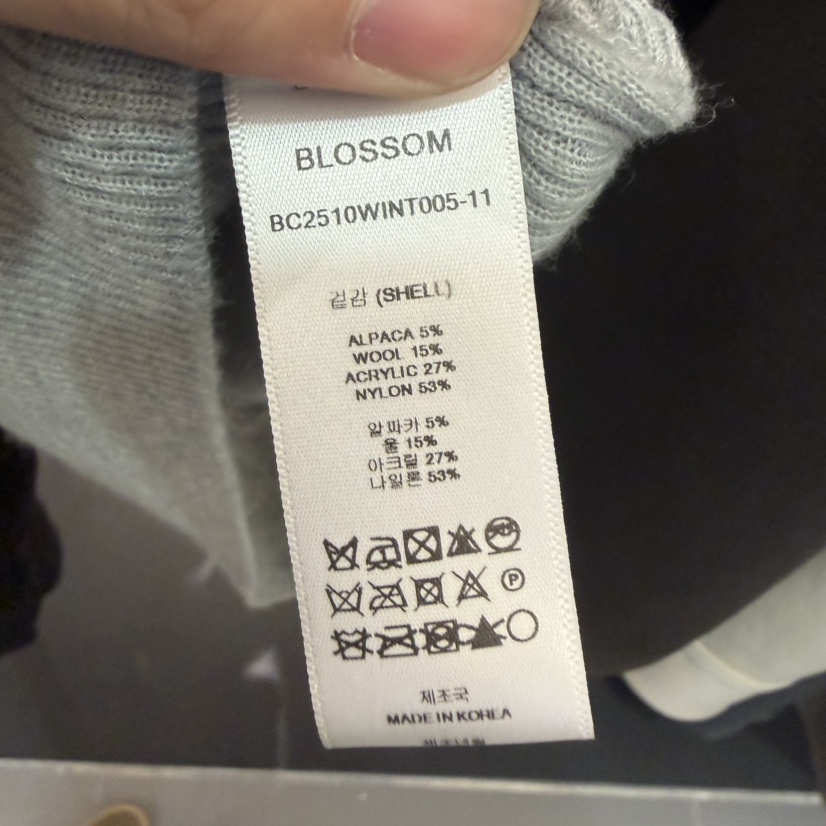 BLOSSOM
BC2510WINT005-11
겉감 (SHELL)
ALPACA 5%
WOOL 15%
ACRYLIC 27%
NYLON 53%
알파카 5%
울 15%
아크릴 27%
나일론 53%
P
제조국
MADE IN KOREA